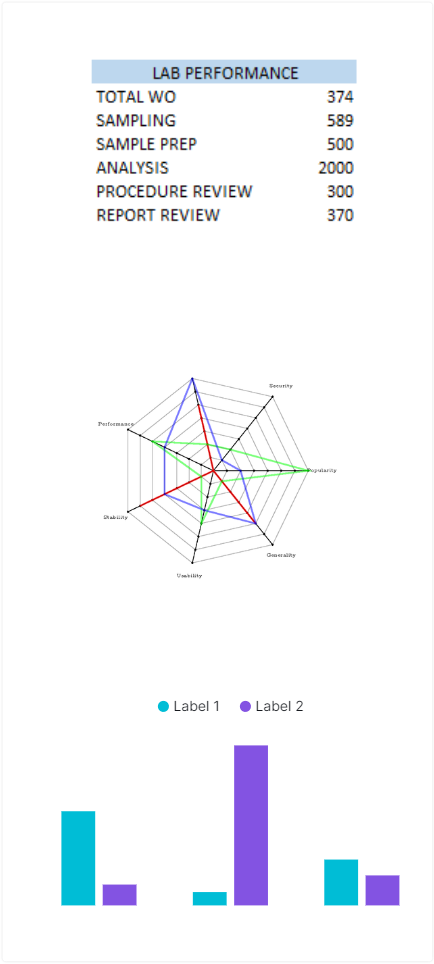 LAB PERFORMANCE
TOTAL WO 374
SAMPLING 589
SAMPLE PREP 500
ANALYSIS 2000
PROCEDURE REVIEW 300
REPORT REVIEW 370
Security
Performance
Popularity
Stability
Generality
Usability
Label 1 Label 2